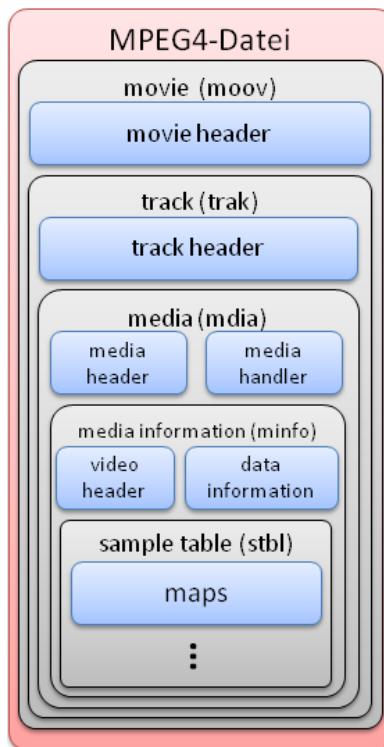 MPEG4-Datei
movie (moov)
movie header
track (trak)
track header
media (mdia)
media
header
media
handler
media information (minfo)
video
header
data
information
sample table (stbl)
maps